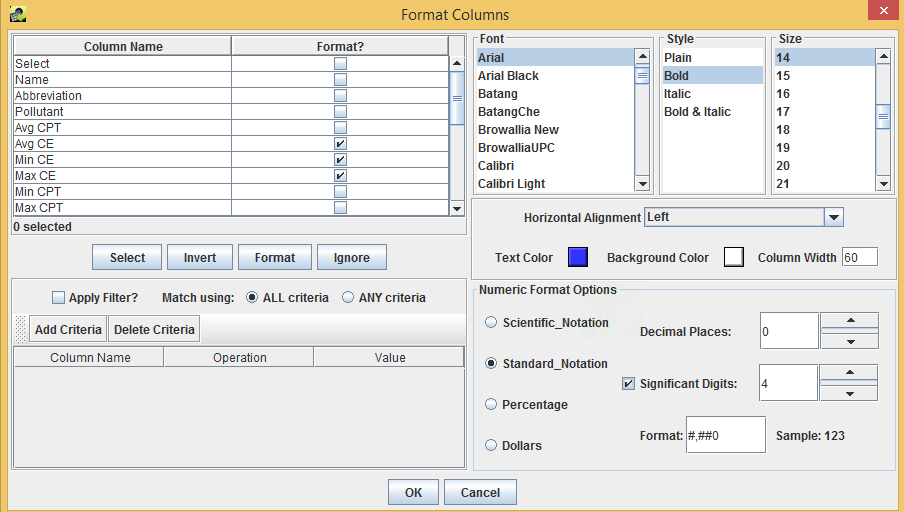 Format Columns
Column Name Format?
Select
Name
Abbreviation
Pollutant
Avg CPT
Avg CE
Min CE
Max CE
Min CPT
Max CPT
0 selected
Select Invert Format Ignore
Apply Filter? Match using: ALL criteria ANY criteria
Add Criteria Delete Criteria
Column Name Operation Value
Font
Arial
Arial Black
Batang
BatangChe
Browallia New
BrowalliaUPC
Calibri
Calibri Light
Style
Plain
Bold
Italic
Bold & Italic
Size
14
15
16
17
18
19
20
21
Horizontal Alignment Left
Text Color Background Color Column Width 60
Numeric Format Options
Scientific_Notation
Standard_Notation
Percentage
Dollars
Decimal Places: 0
Significant Digits: 4
Format: #,##0 Sample: 123
OK Cancel